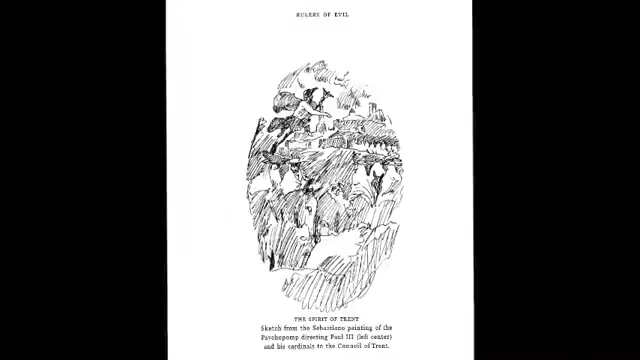 RULERS OF EVIL
THE SPIRIT OF TRENT
Sketch from the Sebastiano painting of the
Psychopomp directing Paul III (left center)
and his cardinals to the Council of Trent.